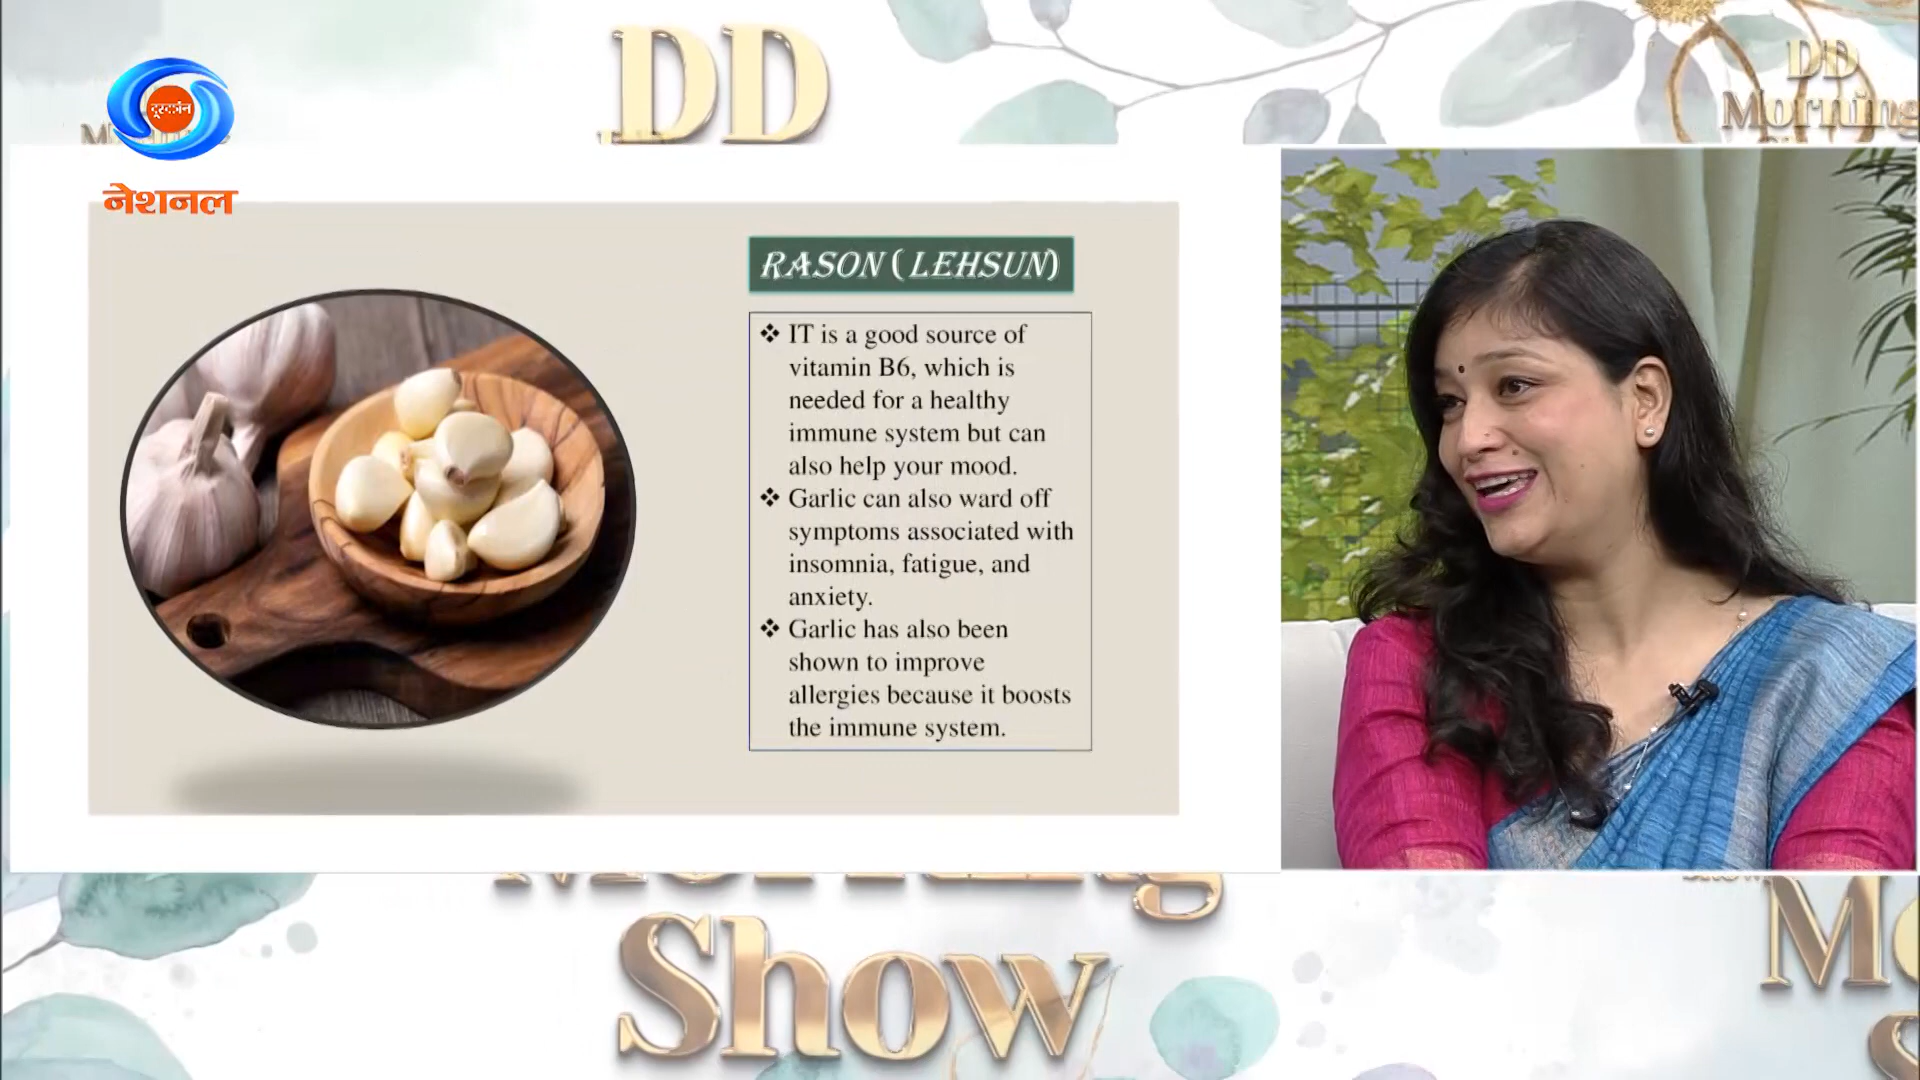 DD
दूरदर्शन
नेशनल
DD
Morning
RASON ( LEHSUN)
❖ IT is a good source of
vitamin B6, which is
needed for a healthy
immune system but can
also help your mood.
❖ Garlic can also ward off
symptoms associated with
insomnia, fatigue, and
anxiety.
❖ Garlic has also been
shown to improve
allergies because it boosts
the immune system.
Morning
Show